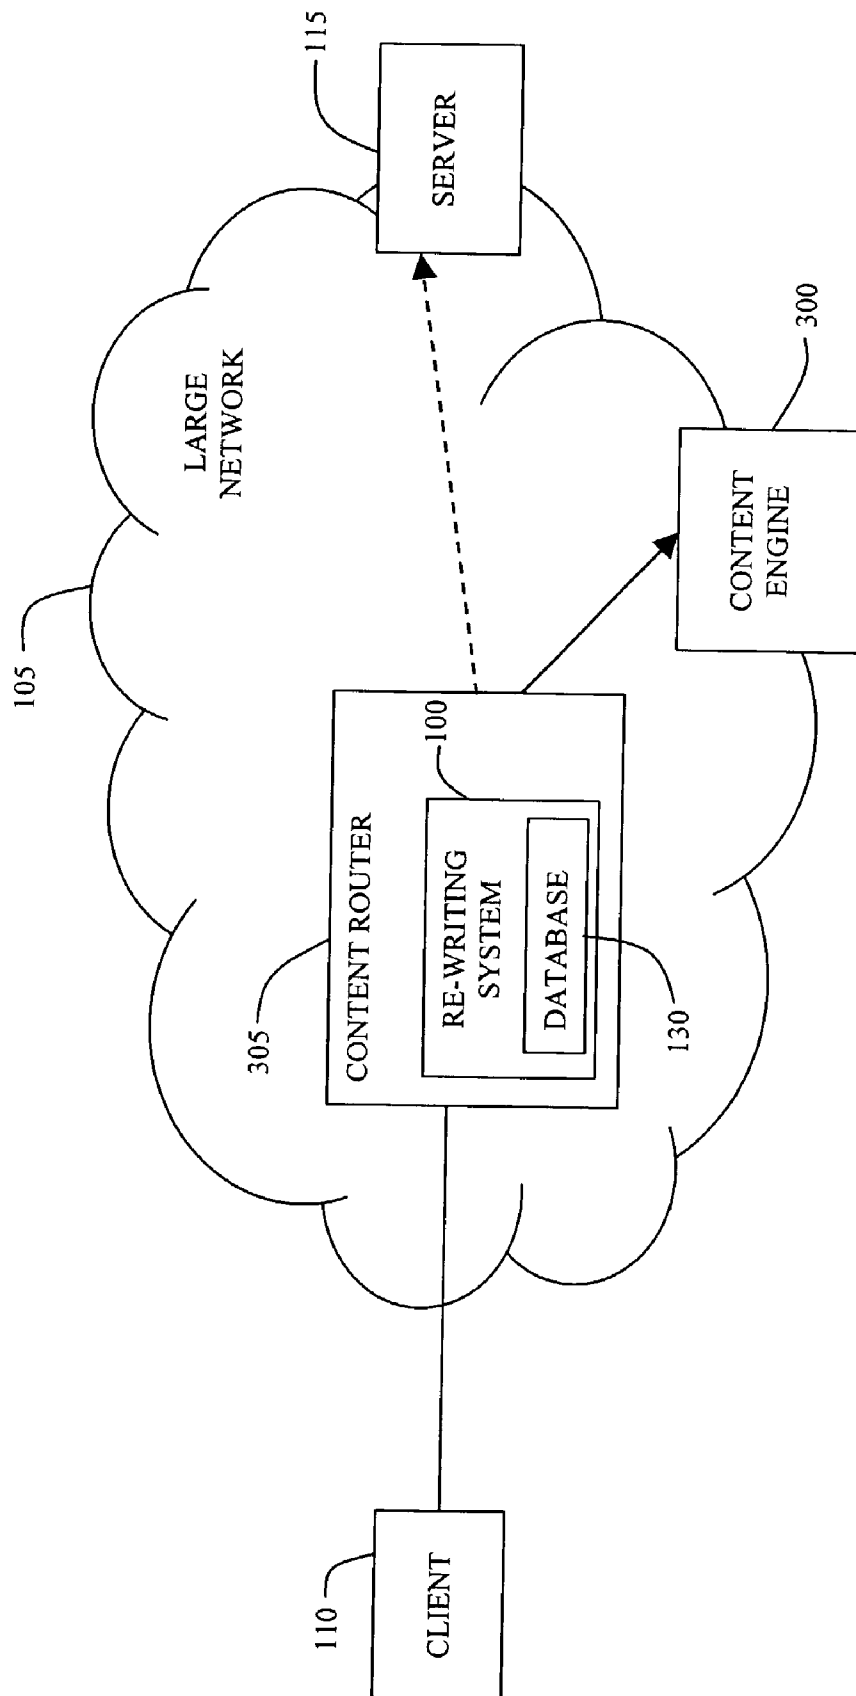 105
LARGE
NETWORK
115
SERVER
305
CONTENT ROUTER
100
RE-WRITING
SYSTEM
DATABASE
130
110
CLIENT
300
CONTENT
ENGINE